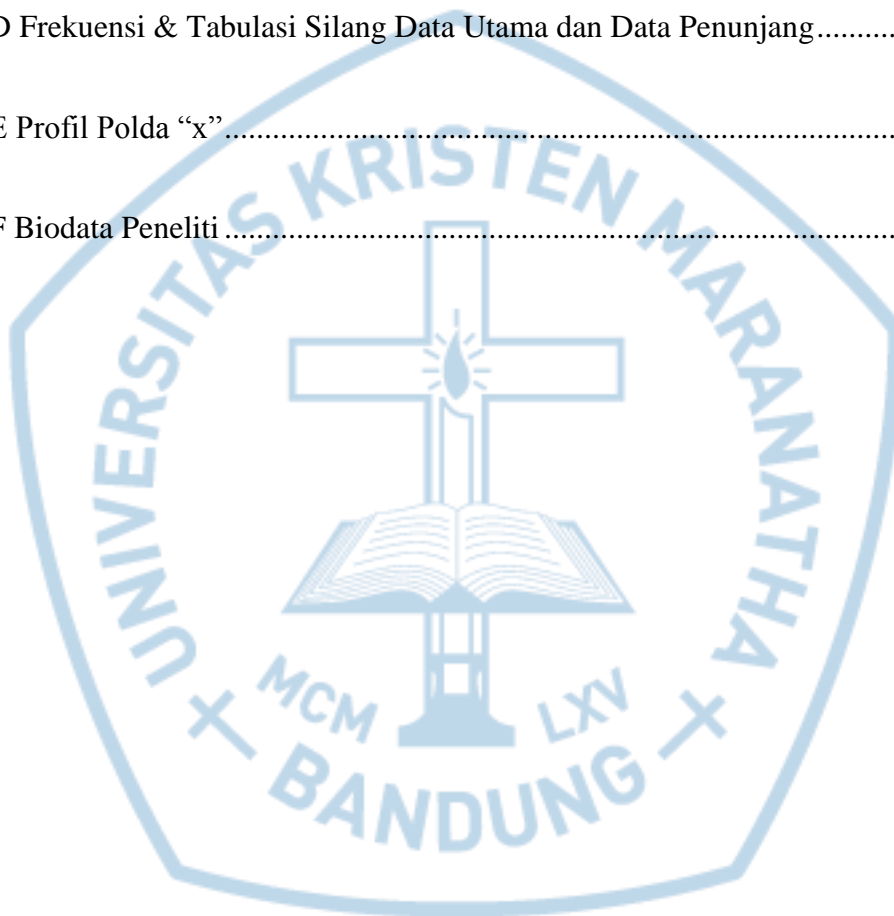 D Frekuensi & Tabulasi Silang Data Utama dan Data Penunjang..........
E Profil Polda “x”....................................................................................
F Biodata Peneliti....................................................................................
UNIVERSITAS KRISTEN MARANATHA
MCM LXV
BANDUNG